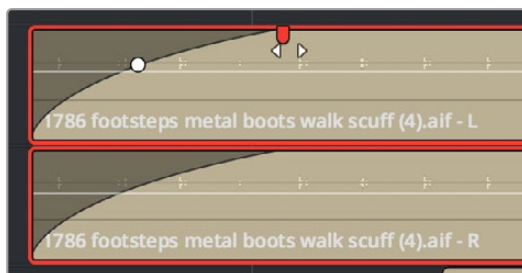 1786 footsteps metal boots walk scuff (4).aif - L
1786 footsteps metal boots walk scuff (4).aif - R